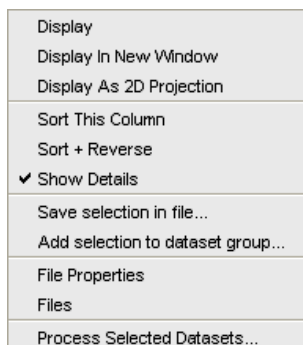 Display
Display In New Window
Display As 2D Projection
Sort This Column
Sort + Reverse
✔ Show Details
Save selection in file...
Add selection to dataset group...
File Properties
Files
Process Selected Datasets...